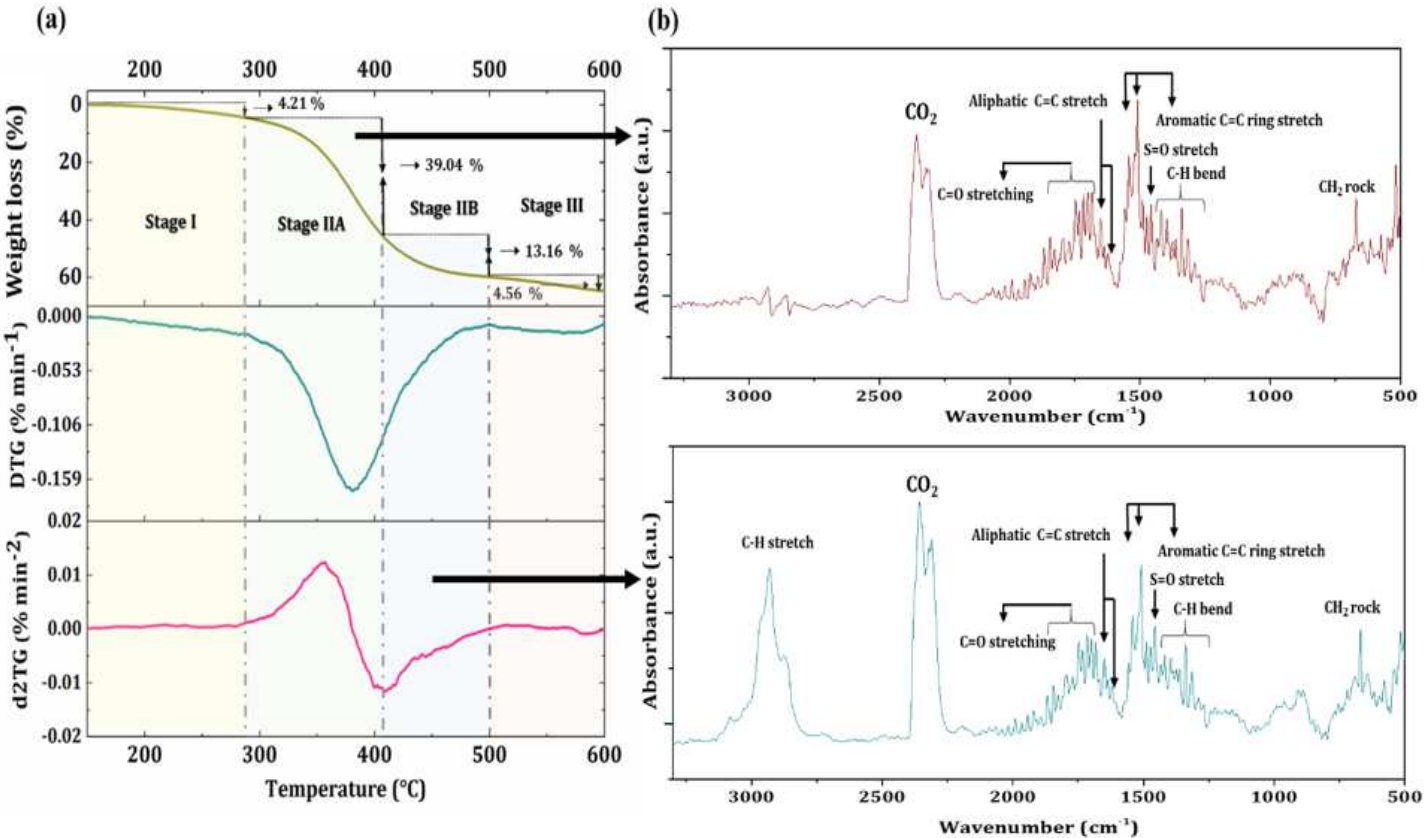 (a)
200 300 400 500 600
Weight loss (%)
0
20
40
60
4.21 %
39.04 %
13.16 %
4.56 %
Stage I
Stage IIA
Stage IIB
Stage III
DTG (% min⁻¹)
0.000
-0.053
-0.106
-0.159
d2TG (% min⁻²)
0.02
0.01
0.00
-0.01
-0.02
200 300 400 500 600
Temperature (°C)
(b)
Absorbance (a.u.)
CO₂
Aliphatic C=C stretch
Aromatic C=C ring stretch
S=O stretch
C-H bend
C=O stretching
CH₂ rock
3000 2500 2000 1500 1000 500
Wavenumber (cm⁻¹)
Absorbance (a.u.)
C-H stretch
CO₂
Aliphatic C=C stretch
Aromatic C=C ring stretch
S=O stretch
C-H bend
C=O stretching
CH₂ rock
3000 2500 2000 1500 1000 500
Wavenumber (cm⁻¹)